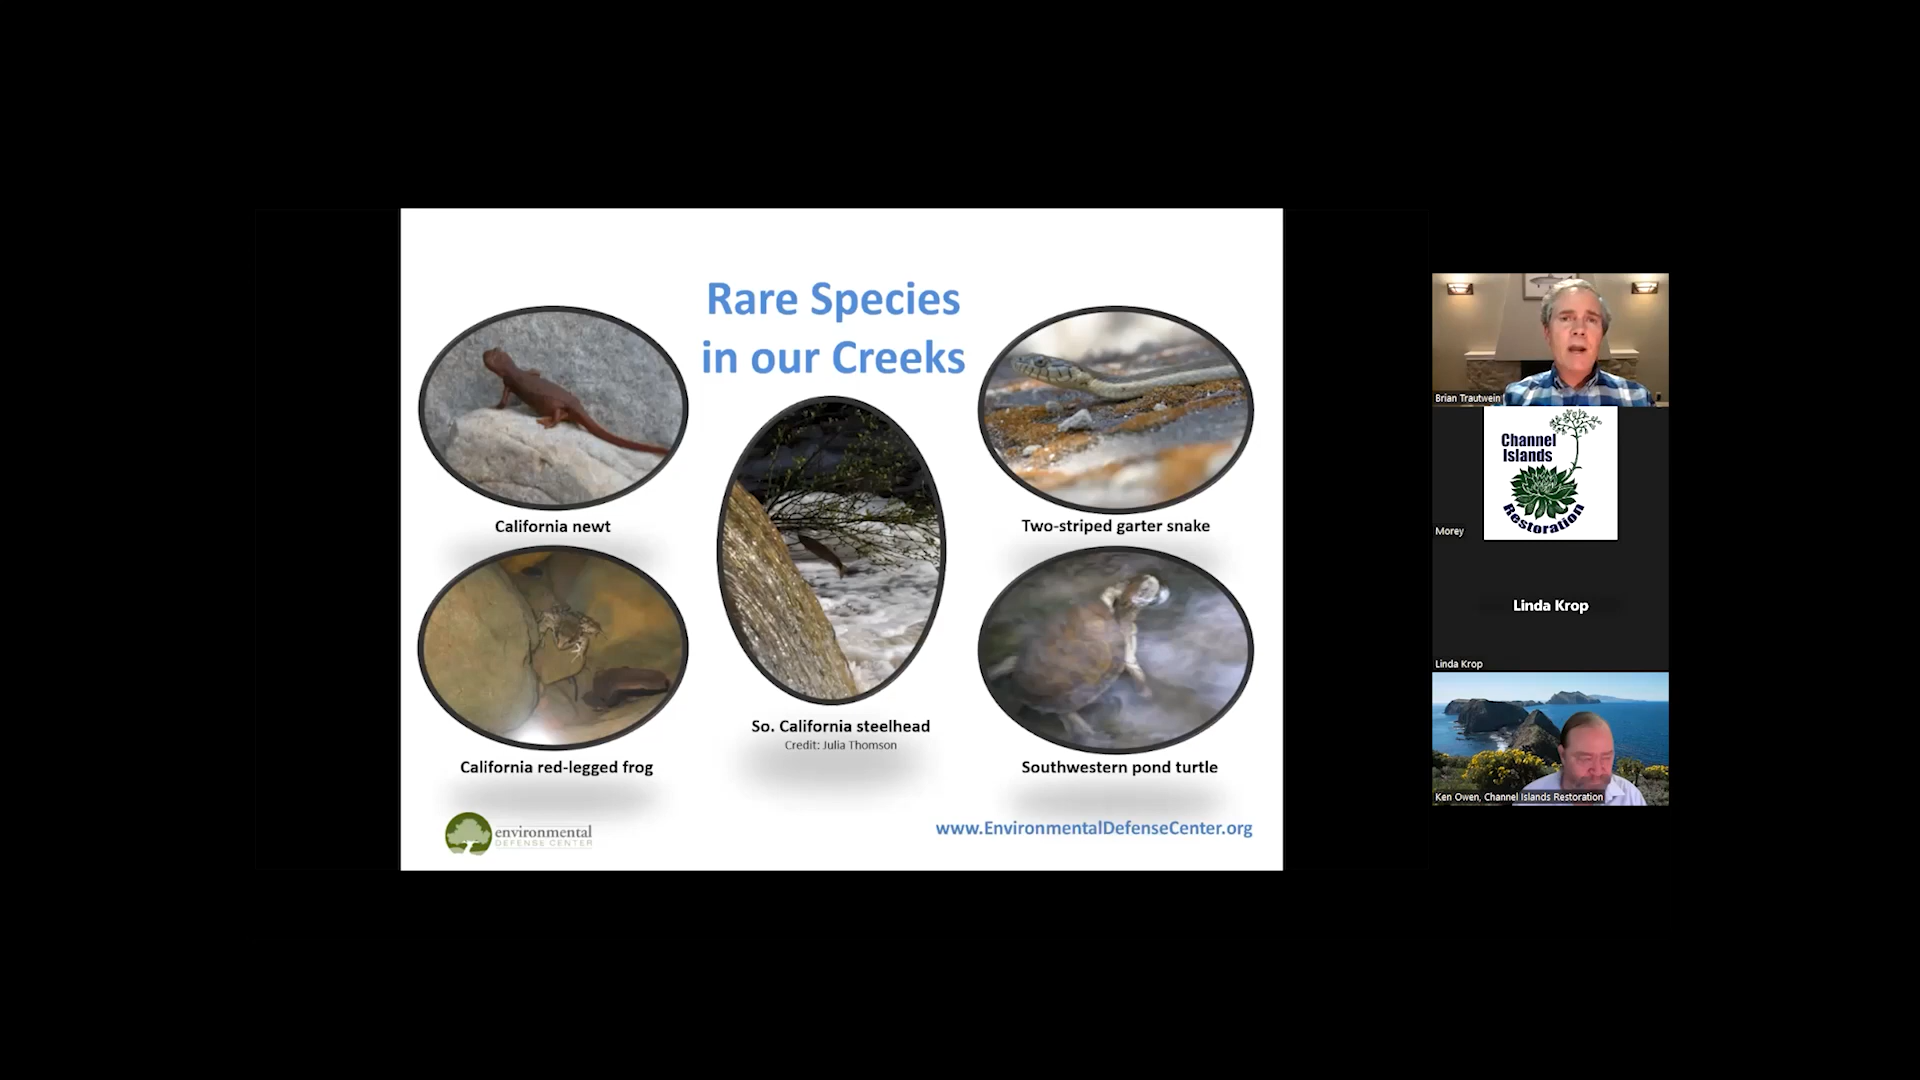 Rare Species
in our Creeks
California newt
Two-striped garter snake
So. California steelhead
Credit: Julia Thomson
California red-legged frog
Southwestern pond turtle
environmental
DEFENSE CENTER
www.EnvironmentalDefenseCenter.org
Brian Trautwein
Channel
Islands
Restoration
Morey
Linda Krop
Linda Krop
Ken Owen, Channel Islands Restoration